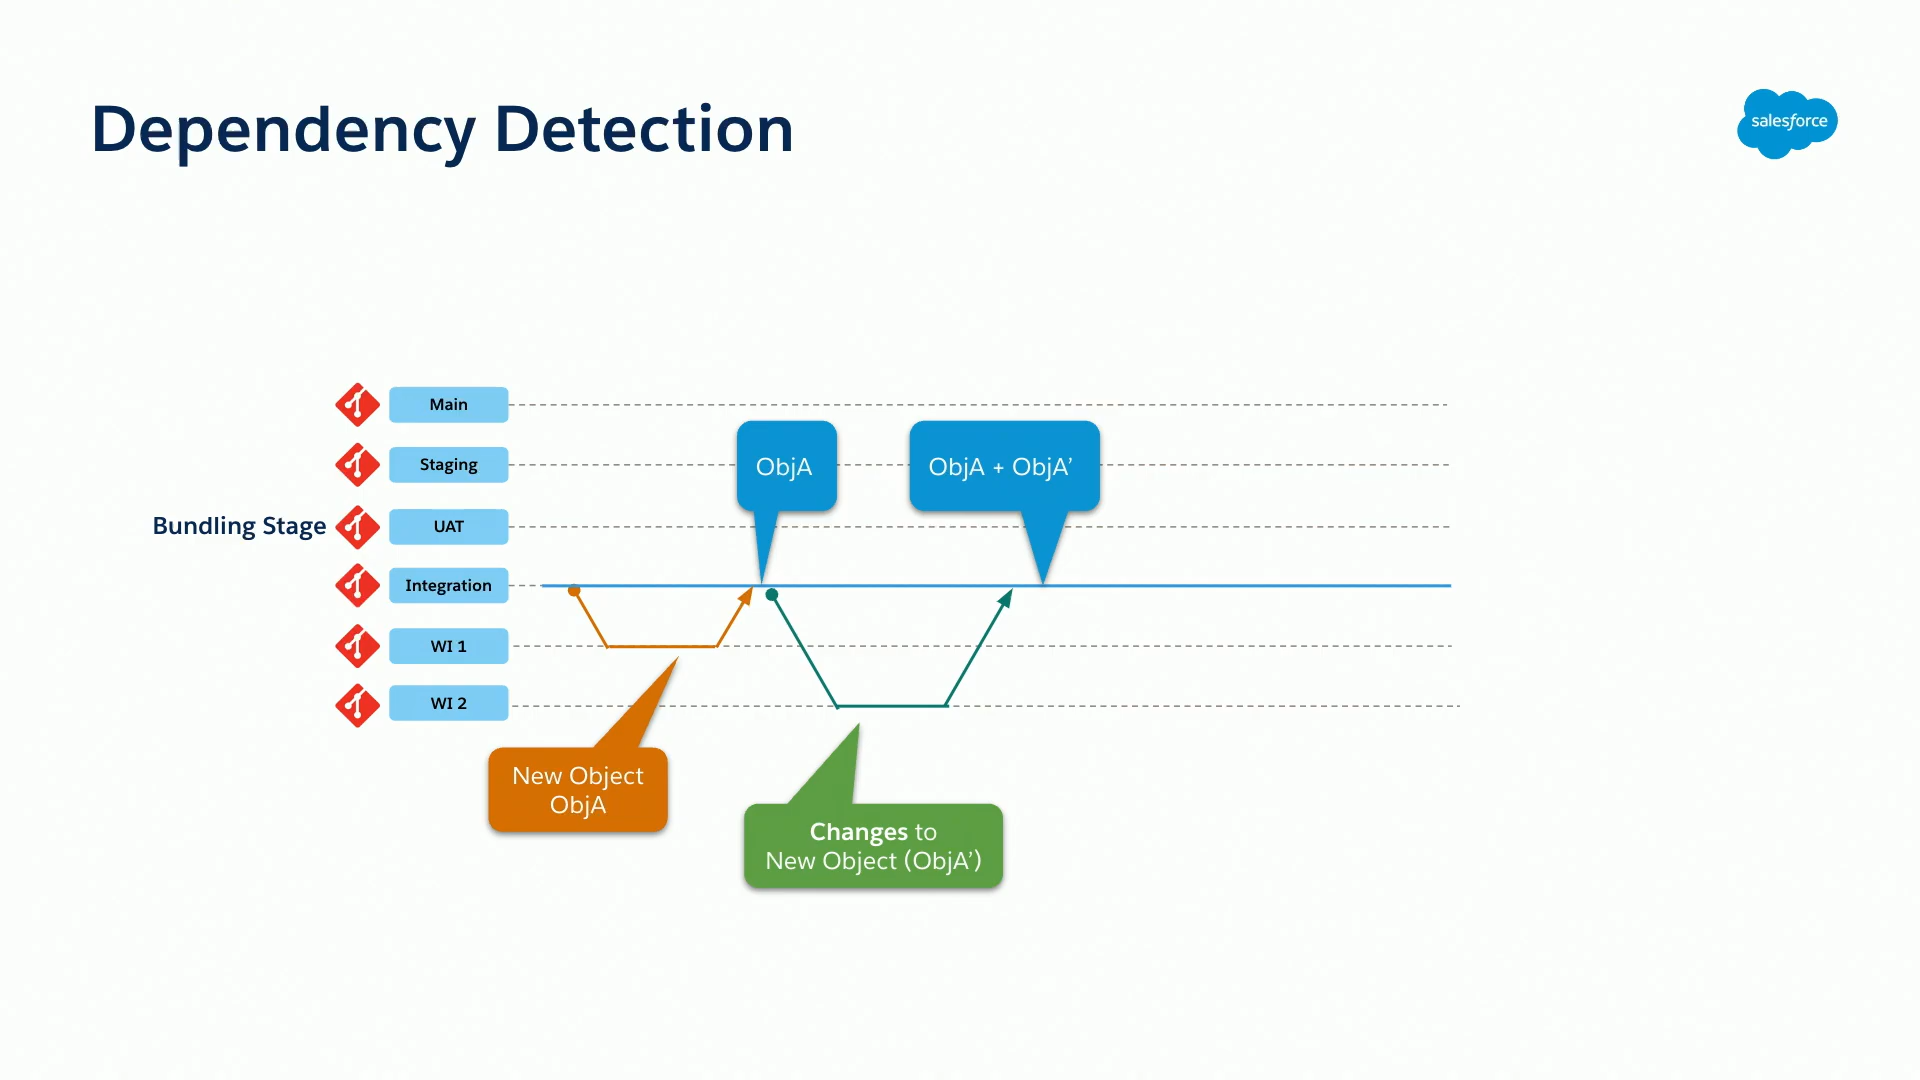 Dependency Detection
salesforce
Main
Staging
Bundling Stage
UAT
Integration
WI 1
WI 2
ObjA
ObjA + ObjA’
New Object
ObjA
Changes to
New Object (ObjA’)